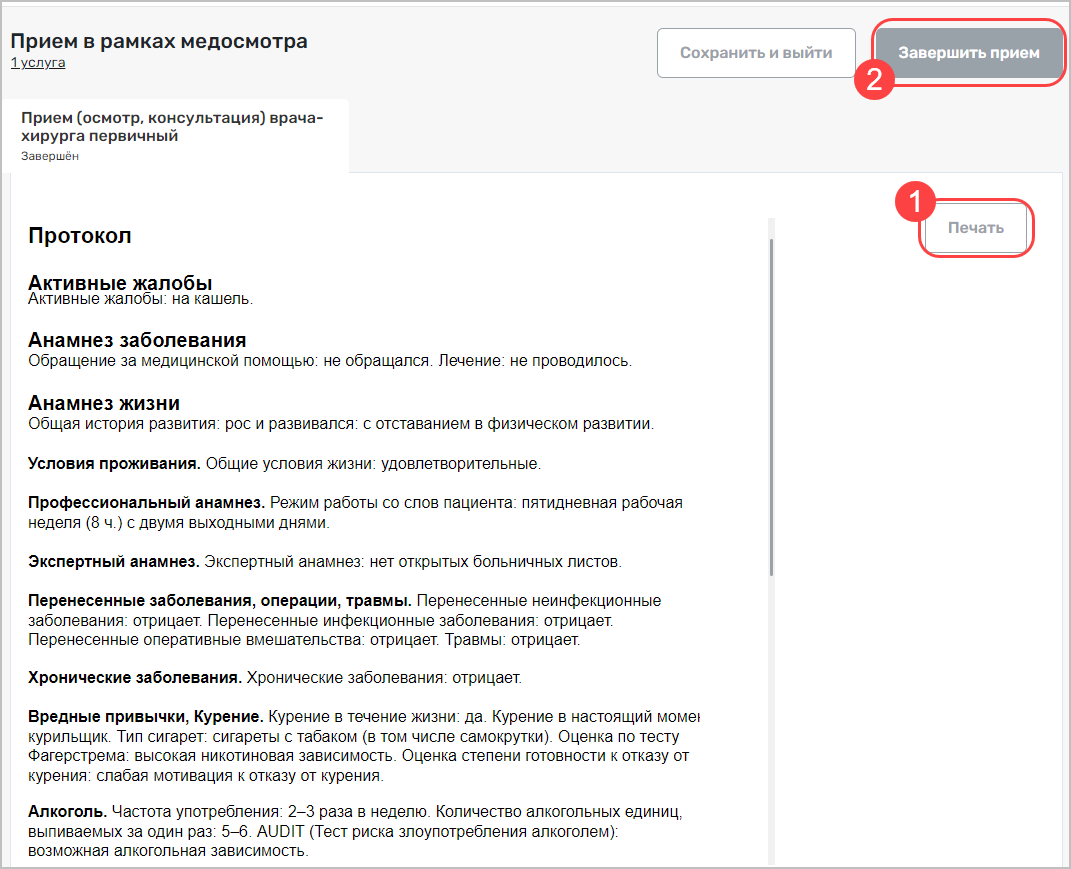 Прием в рамках медосмотра
1 услуга
Сохранить и выйти
Завершить прием
2
Прием (осмотр, консультация) врача-
хирурга первичный
Завершён
1
Печать
Протокол
Активные жалобы
Активные жалобы: на кашель.
Анамнез заболевания
Обращение за медицинской помощью: не обращался. Лечение: не проводилось.
Анамнез жизни
Общая история развития: рос и развивался: с отставанием в физическом развитии.
Условия проживания. Общие условия жизни: удовлетворительные.
Профессиональный анамнез. Режим работы со слов пациента: пятидневная рабочая
неделя (8 ч.) с двумя выходными днями.
Экспертный анамнез. Экспертный анамнез: нет открытых больничных листов.
Перенесенные заболевания, операции, травмы. Перенесенные неинфекционные
заболевания: отрицает. Перенесенные инфекционные заболевания: отрицает.
Перенесенные оперативные вмешательства: отрицает. Травмы: отрицает.
Хронические заболевания. Хронические заболевания: отрицает.
Вредные привычки, Курение. Курение в течение жизни: да. Курение в настоящий момен
курильщик. Тип сигарет: сигареты с табаком (в том числе самокрутки). Оценка по тесту
Фагерстрема: высокая никотиновая зависимость. Оценка степени готовности к отказу от
курения: слабая мотивация к отказу от курения.
Алкоголь. Частота употребления: 2–3 раза в неделю. Количество алкогольных единиц,
выпиваемых за один раз: 5–6. AUDIT (Тест риска злоупотребления алкоголем):
возможная алкогольная зависимость.